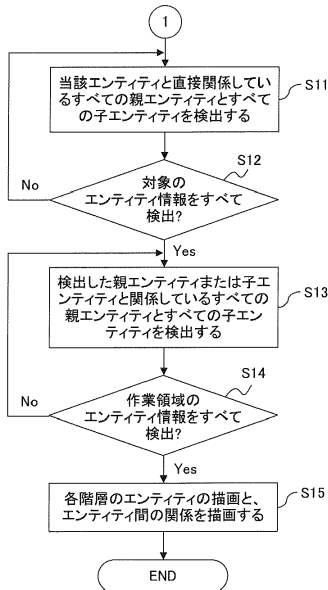 1
当該エンティティと直接関係してい
るすべての親エンティティとすべて
の子エンティティを検出する
S11
S12
対象の
エンティティ情報をすべて
検出?
No
Yes
検出した親エンティティまたは子エ
ンティティと関係しているすべての
親エンティティとすべての子エン
ティティを検出する
S13
S14
作業領域の
エンティティ情報をすべて
検出?
No
Yes
各階層のエンティティの描画と、
エンティティ間の関係を描画する
S15
END